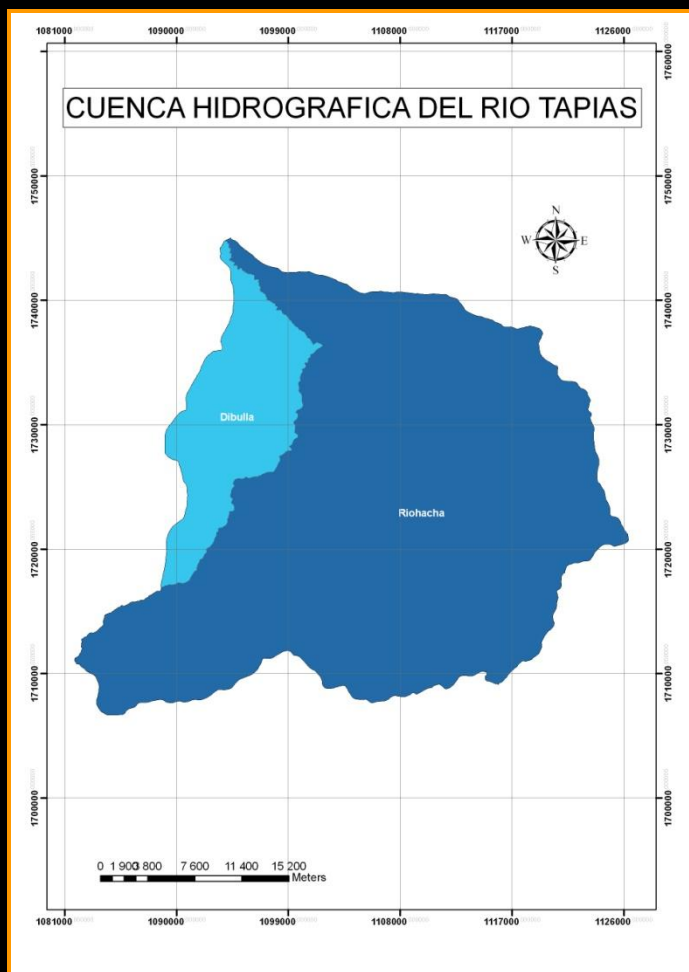 1081000 1090000 1099000 1108000 1117000 1126000
CUENCA HIDROGRAFICA DEL RIO TAPIAS
1760000
1750000 1750000
N
W E
S
1740000 1740000
Dibulla
1730000 1730000
Riohacha
1720000 1720000
1710000 1710000
1700000 1700000
0 1 900 3 800 7 600 11 400 15 200
Meters
1081000 1090000 1099000 1108000 1117000 1126000